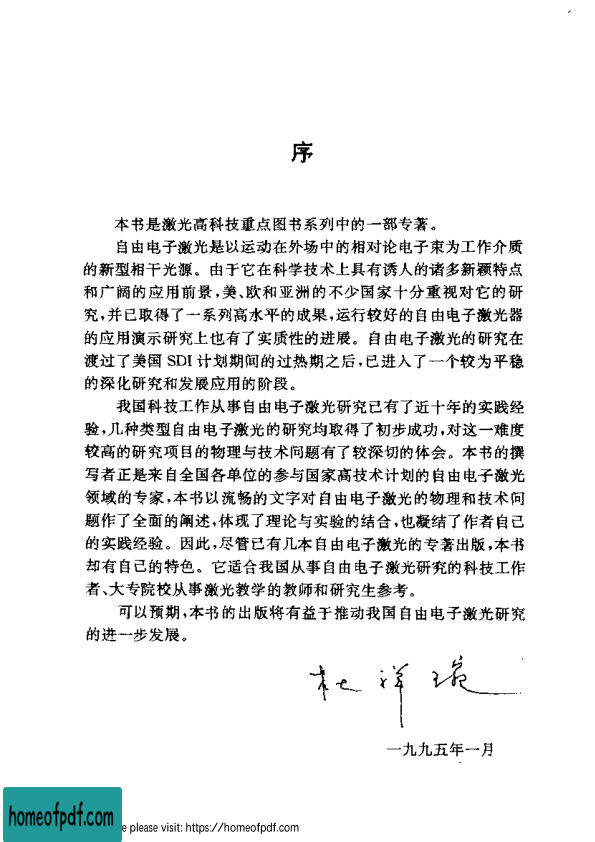 序
本书是激光高科技重点图书系列中的一部专著。
自由电子激光是以运动在外场中的相对论电子束为工作介质
的新型相干光源。由于它在科学技术上具有诱人的诸多新颖特点
和广阔的应用前景,美、欧和亚洲的不少国家十分重视对它的研
究,并已取得了一系列高水平的成果,运行较好的自由电子激光器
的应用演示研究上也有了实质性的进展。自由电子激光的研究在
渡过了美国 SDI 计划期间的过热期之后,已进入了一个较为平稳
的深化研究和发展应用的阶段。
我国科技工作从事自由电子激光研究已有了近十年的实践经
验,几种类型自由电子激光的研究均取得了初步成功,对这一难度
较高的研究项目的物理与技术问题有了较深切的体会。本书的撰
写者正是来自全国各单位的参与国家高技术计划的自由电子激光
领域的专家,本书以流畅的文字对自由电子激光的物理和技术问
题作了全面的阐述,体现了理论与实验的结合,也凝结了作者自己
的实践经验。因此,尽管已有几本自由电子激光的专著出版,本书
却有自己的特色。它适合我国从事自由电子激光研究的科技工作
者、大专院校从事激光教学的教师和研究生参考。
可以预期,本书的出版将有益于推动我国自由电子激光研究
的进一步发展。
杜祥琬
一九九五年一月
homeofpdf.com
e please visit: https://homeofpdf.com